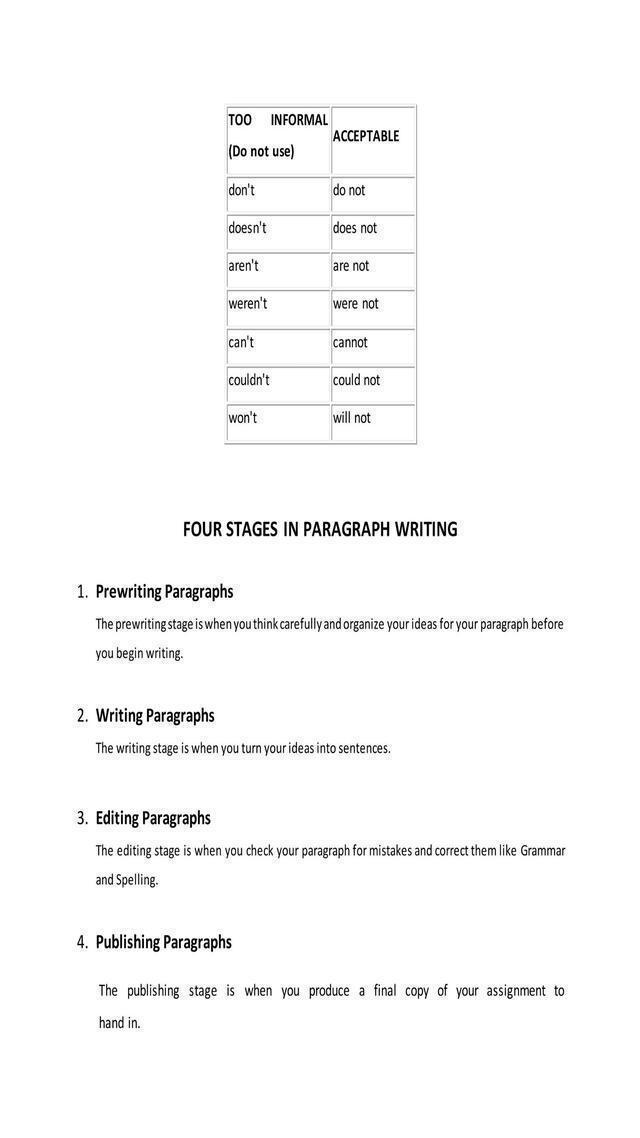 TOO INFORMAL ACCEPTABLE
(Do not use)
don't do not
doesn't does not
aren't are not
weren't were not
can't cannot
couldn't could not
won't will not
FOUR STAGES IN PARAGRAPH WRITING
1. Prewriting Paragraphs
The prewriting stage is when you think carefully and organize your ideas for your paragraph before
you begin writing.
2. Writing Paragraphs
The writing stage is when you turn your ideas into sentences.
3. Editing Paragraphs
The editing stage is when you check your paragraph for mistakes and correct them like Grammar
and Spelling.
4. Publishing Paragraphs
The publishing stage is when you produce a final copy of your assignment to
hand in.